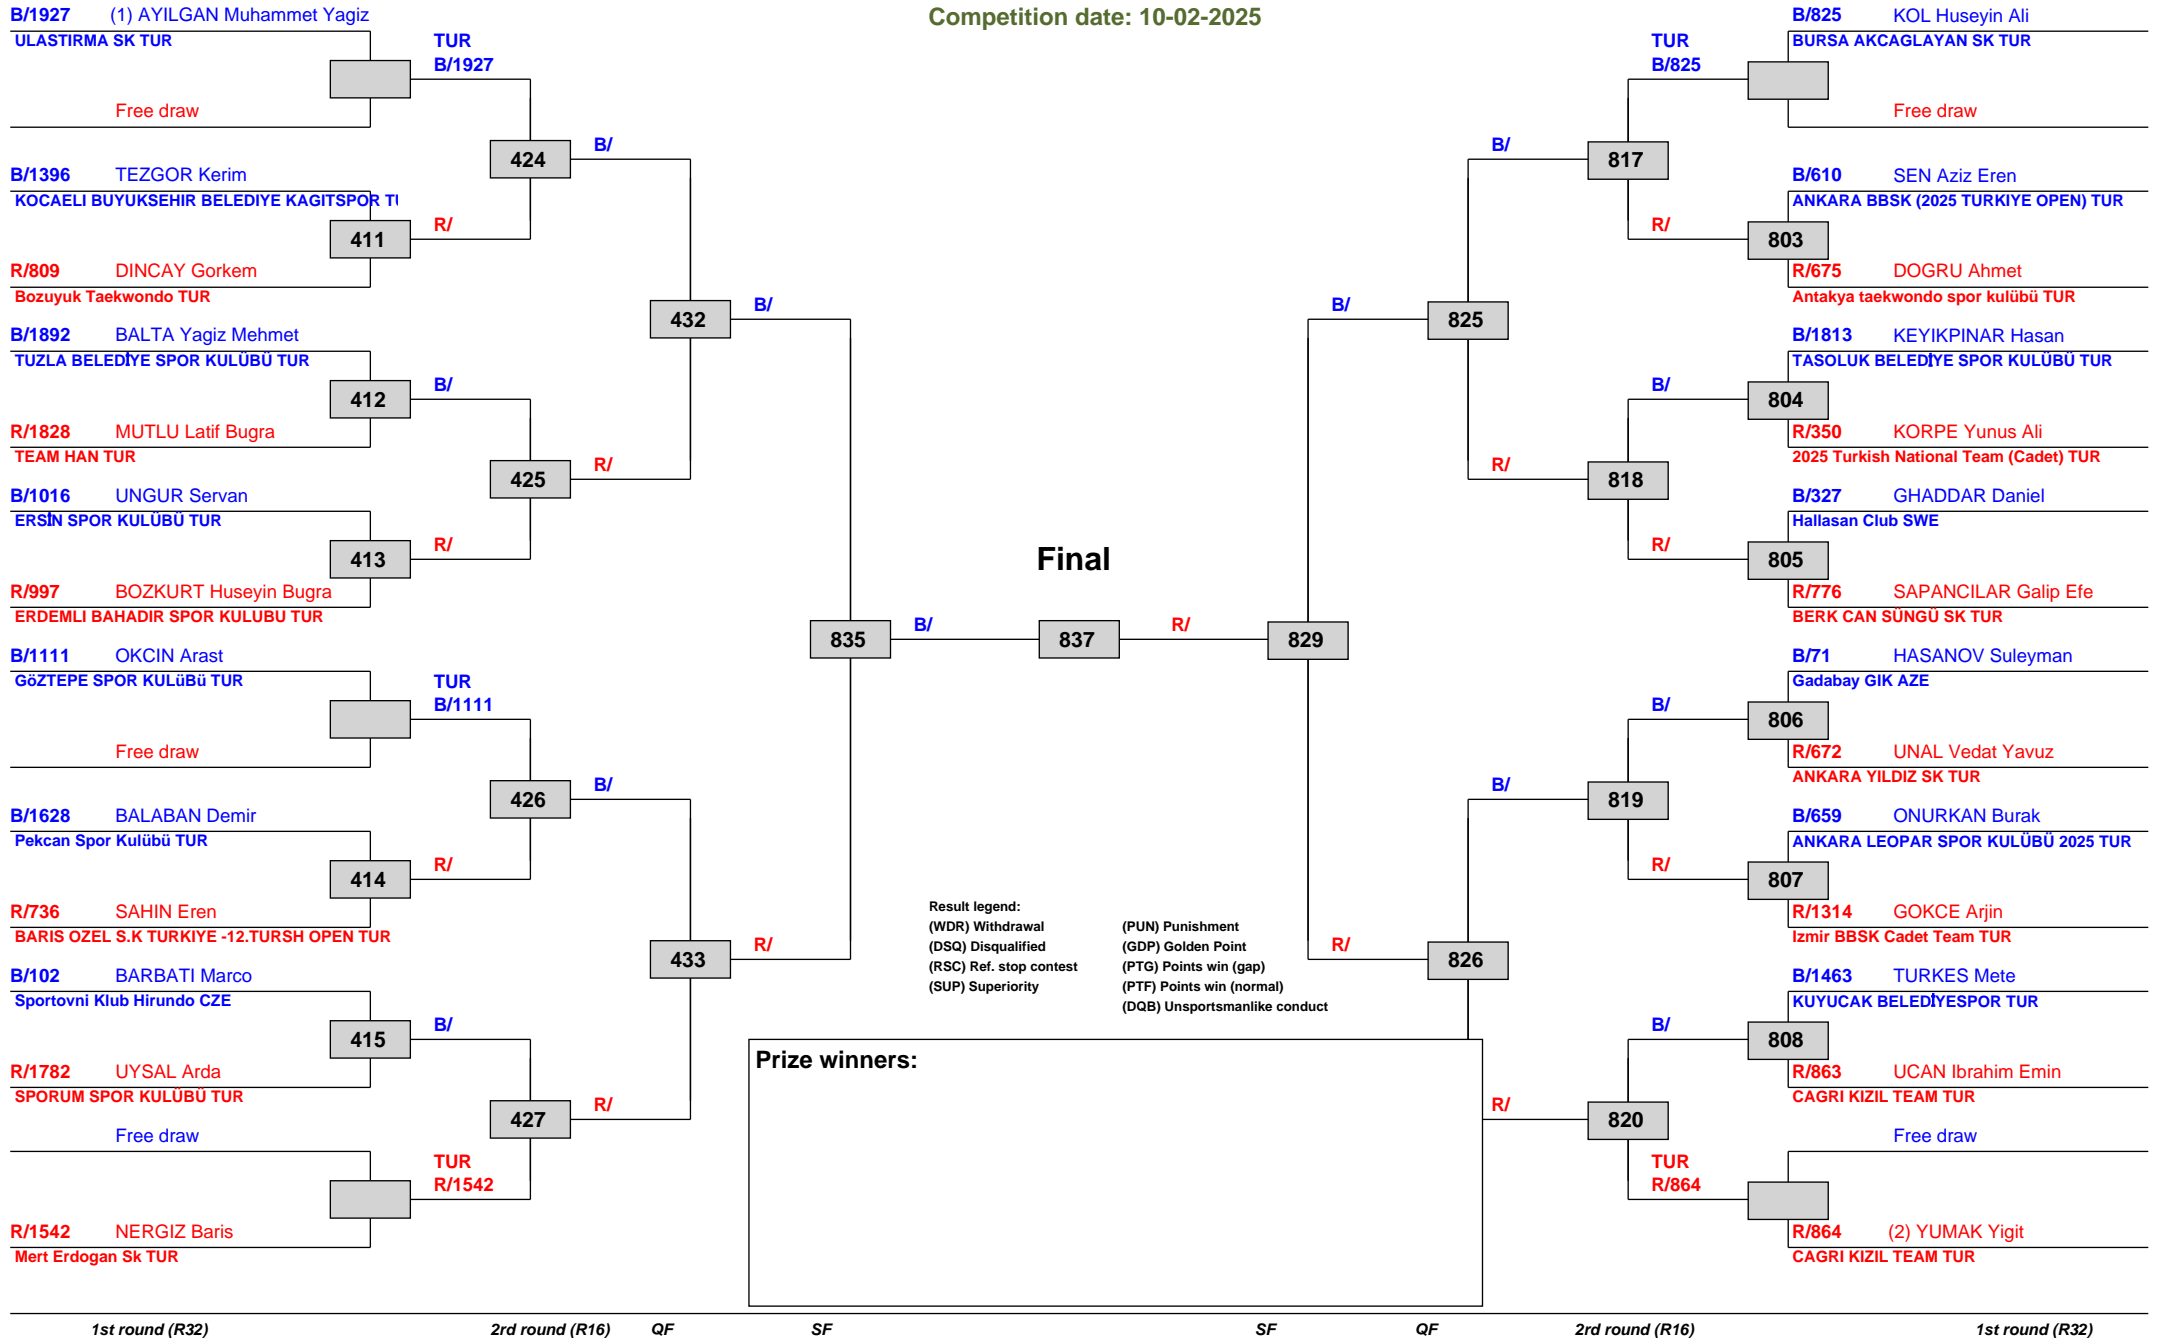 Competition date: 10-02-2025
B/1927 (1) AYILGAN Muhammet Yagiz
ULASTIRMA SK TUR
Free draw
TUR
B/1927
B/1396 TEZGOR Kerim
KOCAELI BUYUKSEHIR BELEDIYE KAGITSPOR
411
R/809 DINCAY Gorkem
Bozuyuk Taekwondo TUR
R/
424
B/
B/1892 BALTA Yagiz Mehmet
TUZLA BELEDİYE SPOR KULÜBÜ TUR
412
R/1828 MUTLU Latif Bugra
TEAM HAN TUR
B/
B/1016 UNGUR Servan
ERSİN SPOR KULÜBÜ TUR
413
R/997 BOZKURT Huseyin Bugra
ERDEMLI BAHADIR SPOR KULUBU TUR
R/
425
R/
432
B/
B/1111 OKCIN Arast
GöZTEPE SPOR KULüBü TUR
Free draw
TUR
B/1111
B/1628 BALABAN Demir
Pekcan Spor Kulübü TUR
414
R/736 SAHIN Eren
BARIS OZEL S.K TURKIYE -12.TURSH OPEN TUR
R/
426
B/
B/102 BARBATI Marco
Sportovni Klub Hirundo CZE
415
R/1782 UYSAL Arda
SPORUM SPOR KULÜBÜ TUR
B/
Free draw
R/1542 NERGIZ Baris
Mert Erdogan Sk TUR
TUR
R/1542
427
R/
433
R/
835
B/
Final
837
R/
829
B/
825
B/
817
TUR
B/825
B/825 KOL Huseyin Ali
BURSA AKCAGLAYAN SK TUR
Free draw
R/
803
B/610 SEN Aziz Eren
ANKARA BBSK (2025 TURKIYE OPEN) TUR
R/675 DOGRU Ahmet
Antakya taekwondo spor kulübü TUR
R/
818
B/
804
B/1813 KEYIKPINAR Hasan
TASOLUK BELEDİYE SPOR KULÜBÜ TUR
R/350 KORPE Yunus Ali
2025 Turkish National Team (Cadet) TUR
R/
805
B/327 GHADDAR Daniel
Hallasan Club SWE
R/776 SAPANCILAR Galip Efe
BERK CAN SÜNGÜ SK TUR
R/
826
B/
819
B/
806
B/71 HASANOV Suleyman
Gadabay GIK AZE
R/672 UNAL Vedat Yavuz
ANKARA YILDIZ SK TUR
R/
807
B/659 ONURKAN Burak
ANKARA LEOPAR SPOR KULÜBÜ 2025 TUR
R/1314 GOKCE Arjin
Izmir BBSK Cadet Team TUR
R/
820
B/
808
B/1463 TURKES Mete
KUYUCAK BELEDİYESPOR TUR
R/863 UCAN Ibrahim Emin
CAGRI KIZIL TEAM TUR
TUR
R/864
Free draw
R/864 (2) YUMAK Yigit
CAGRI KIZIL TEAM TUR
Result legend:
(WDR) Withdrawal (PUN) Punishment
(DSQ) Disqualified (GDP) Golden Point
(RSC) Ref. stop contest (PTG) Points win (gap)
(SUP) Superiority (PTF) Points win (normal)
(DQB) Unsportsmanlike conduct
Prize winners:
1st round (R32) 2rd round (R16) QF SF SF QF 2rd round (R16) 1st round (R32)